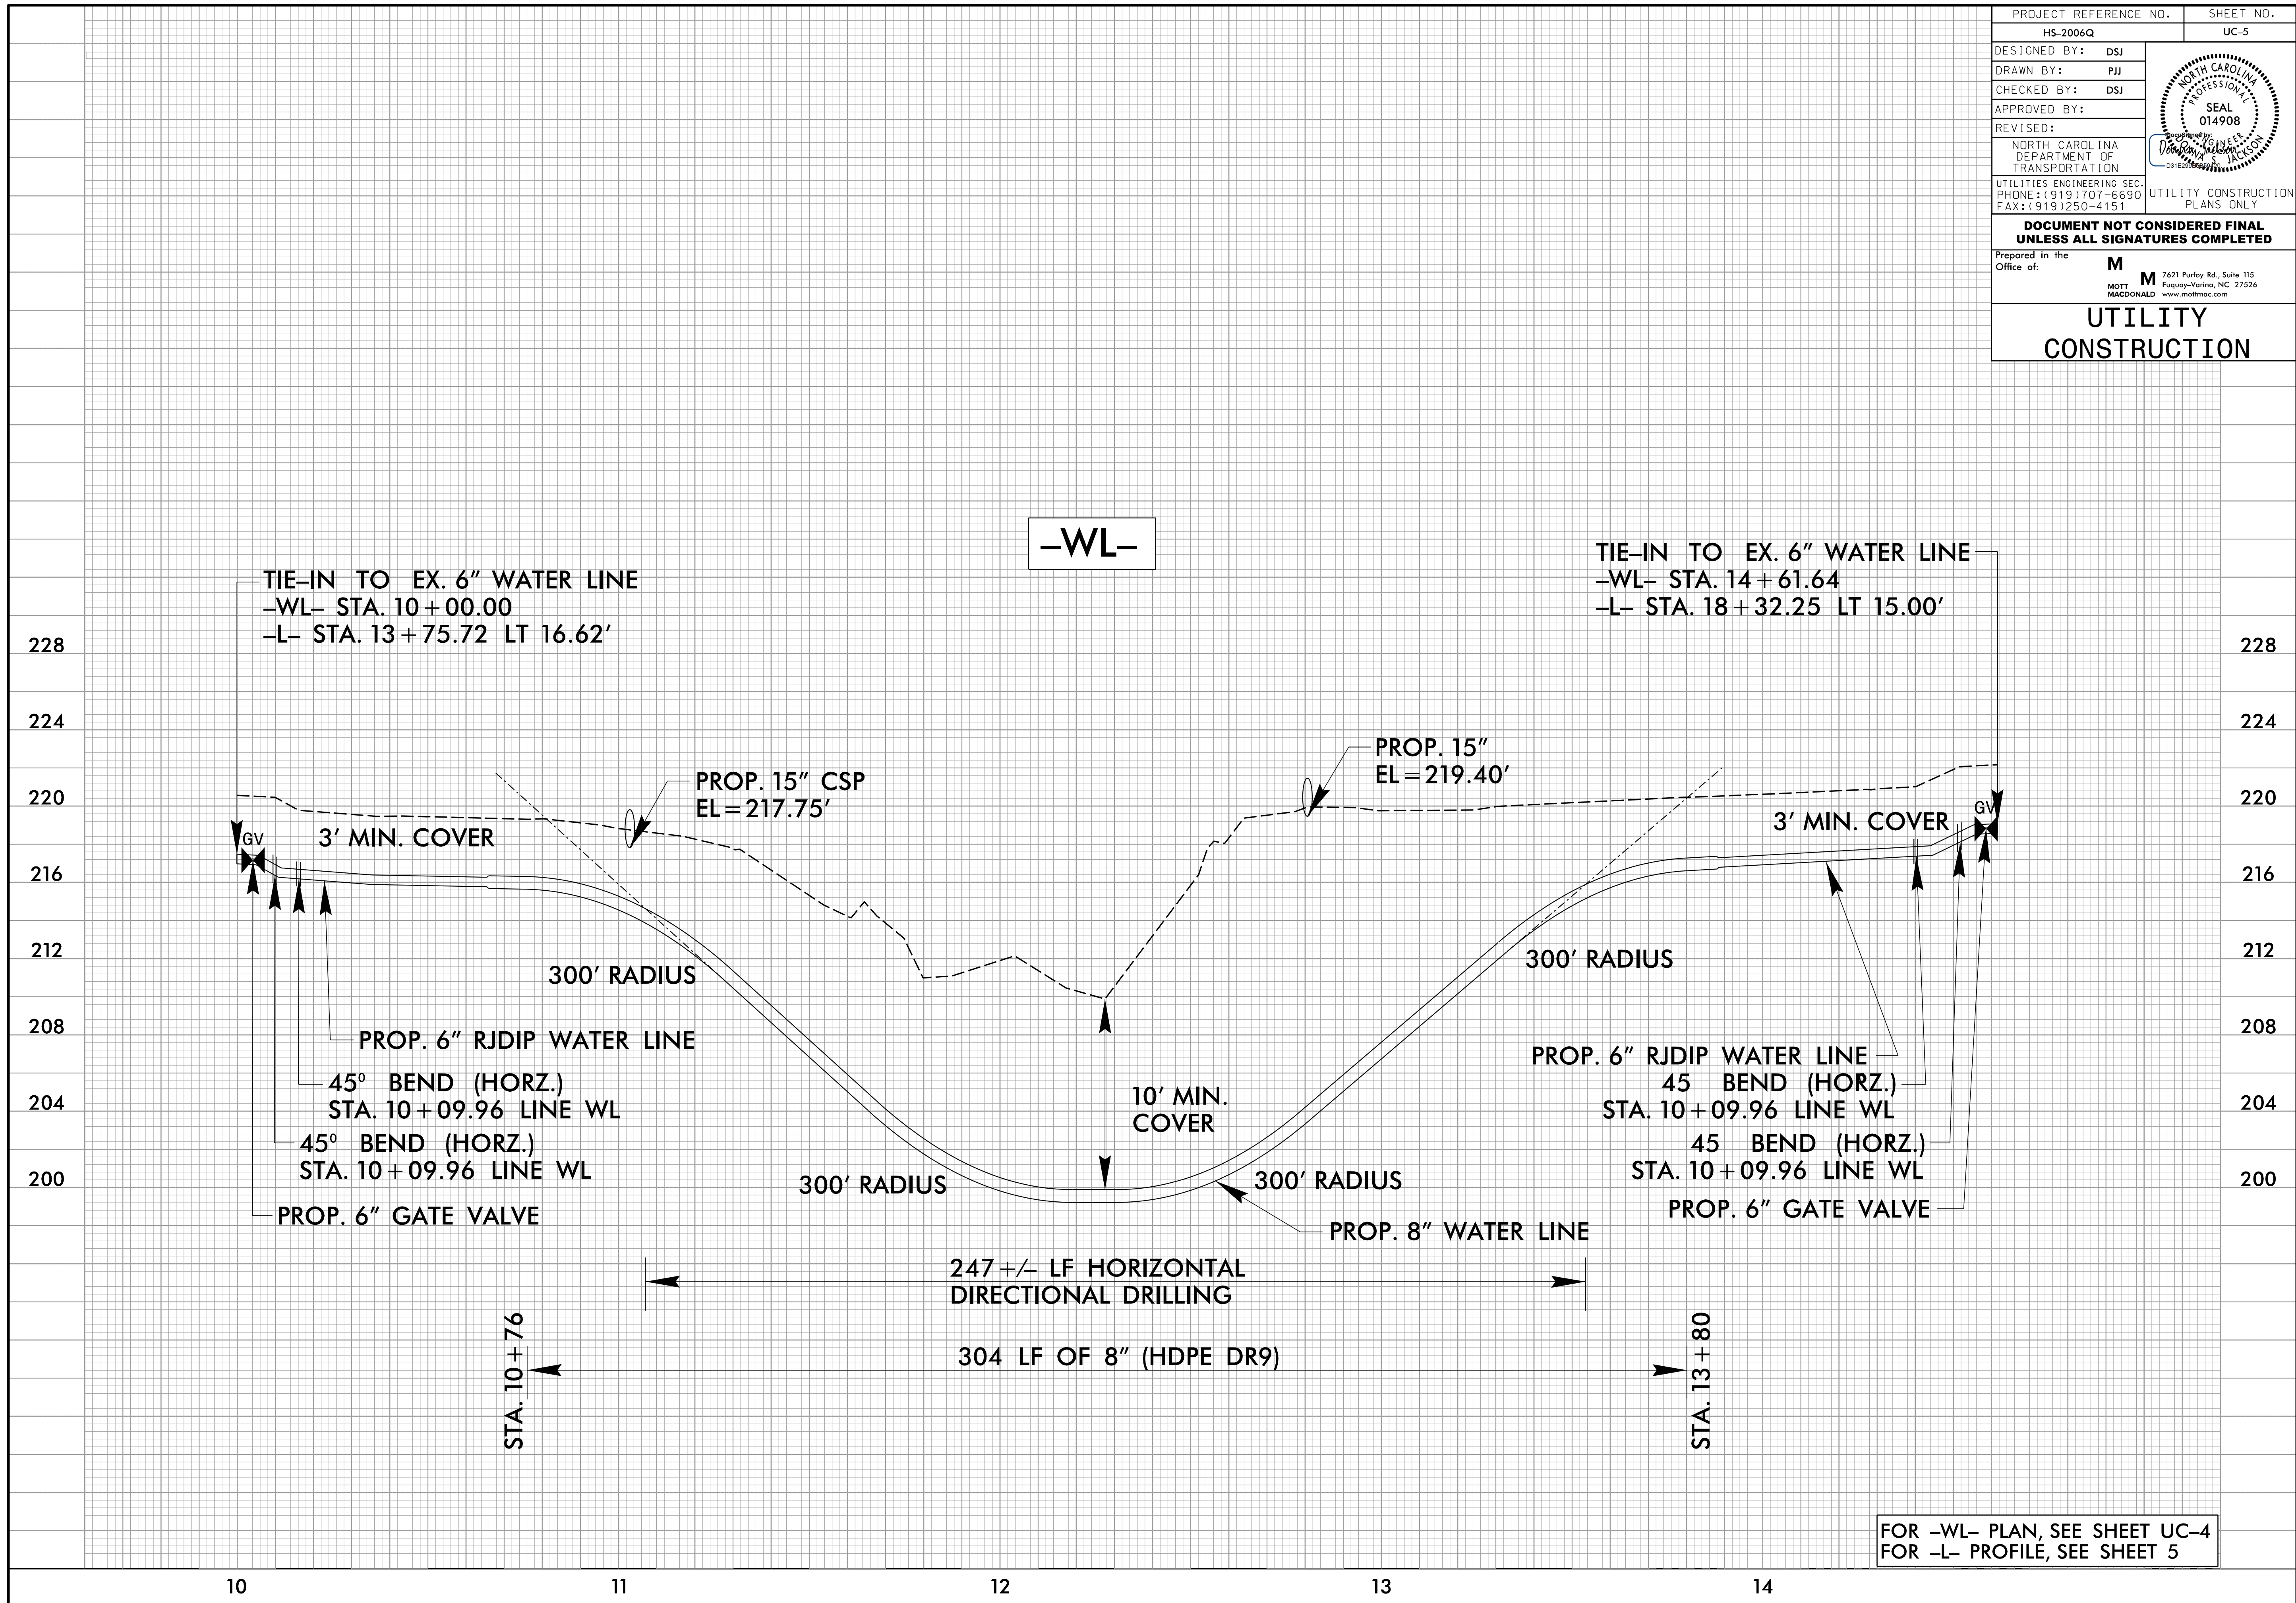 PROJECT REFERENCE NO. SHEET NO.
HS–2006Q UC–5
DESIGNED BY: DSJ
DRAWN BY: PJJ
CHECKED BY: DSJ
APPROVED BY:
REVISED:
NORTH CAROLINA
DEPARTMENT OF
TRANSPORTATION
UTILITIES ENGINEERING SEC.
PHONE:(919)707-6690
FAX:(919)250-4151
NORTH CAROLINA
PROFESSIONAL
SEAL
014908
ENGINEER
DONNA S. JACKSON
UTILITY CONSTRUCTION
PLANS ONLY
DOCUMENT NOT CONSIDERED FINAL
UNLESS ALL SIGNATURES COMPLETED
Prepared in the
Office of:
M
M
MOTT
MACDONALD
7621 Purfoy Rd., Suite 115
Fuquay–Varina, NC 27526
www.mottmac.com
UTILITY
CONSTRUCTION
–WL–
TIE–IN TO EX. 6″ WATER LINE
–WL– STA. 10+00.00
–L– STA. 13+75.72 LT 16.62′
TIE–IN TO EX. 6″ WATER LINE
–WL– STA. 14+61.64
–L– STA. 18+32.25 LT 15.00′
228 228
224 224
220 220
216 216
212 212
208 208
204 204
200 200
PROP. 15″ CSP
EL=217.75′
PROP. 15″
EL=219.40′
GV
3′ MIN. COVER
3′ MIN. COVER
GV
300′ RADIUS
300′ RADIUS
PROP. 6″ RJDIP WATER LINE
45⁰ BEND (HORZ.)
STA. 10+09.96 LINE WL
45⁰ BEND (HORZ.)
STA. 10+09.96 LINE WL
PROP. 6″ GATE VALVE
10′ MIN.
COVER
300′ RADIUS
300′ RADIUS
PROP. 8″ WATER LINE
PROP. 6″ RJDIP WATER LINE
45 BEND (HORZ.)
STA. 10+09.96 LINE WL
45 BEND (HORZ.)
STA. 10+09.96 LINE WL
PROP. 6″ GATE VALVE
247+/– LF HORIZONTAL
DIRECTIONAL DRILLING
STA. 10+76
304 LF OF 8″ (HDPE DR9)
STA. 13+80
FOR –WL– PLAN, SEE SHEET UC–4
FOR –L– PROFILE, SEE SHEET 5
10 11 12 13 14